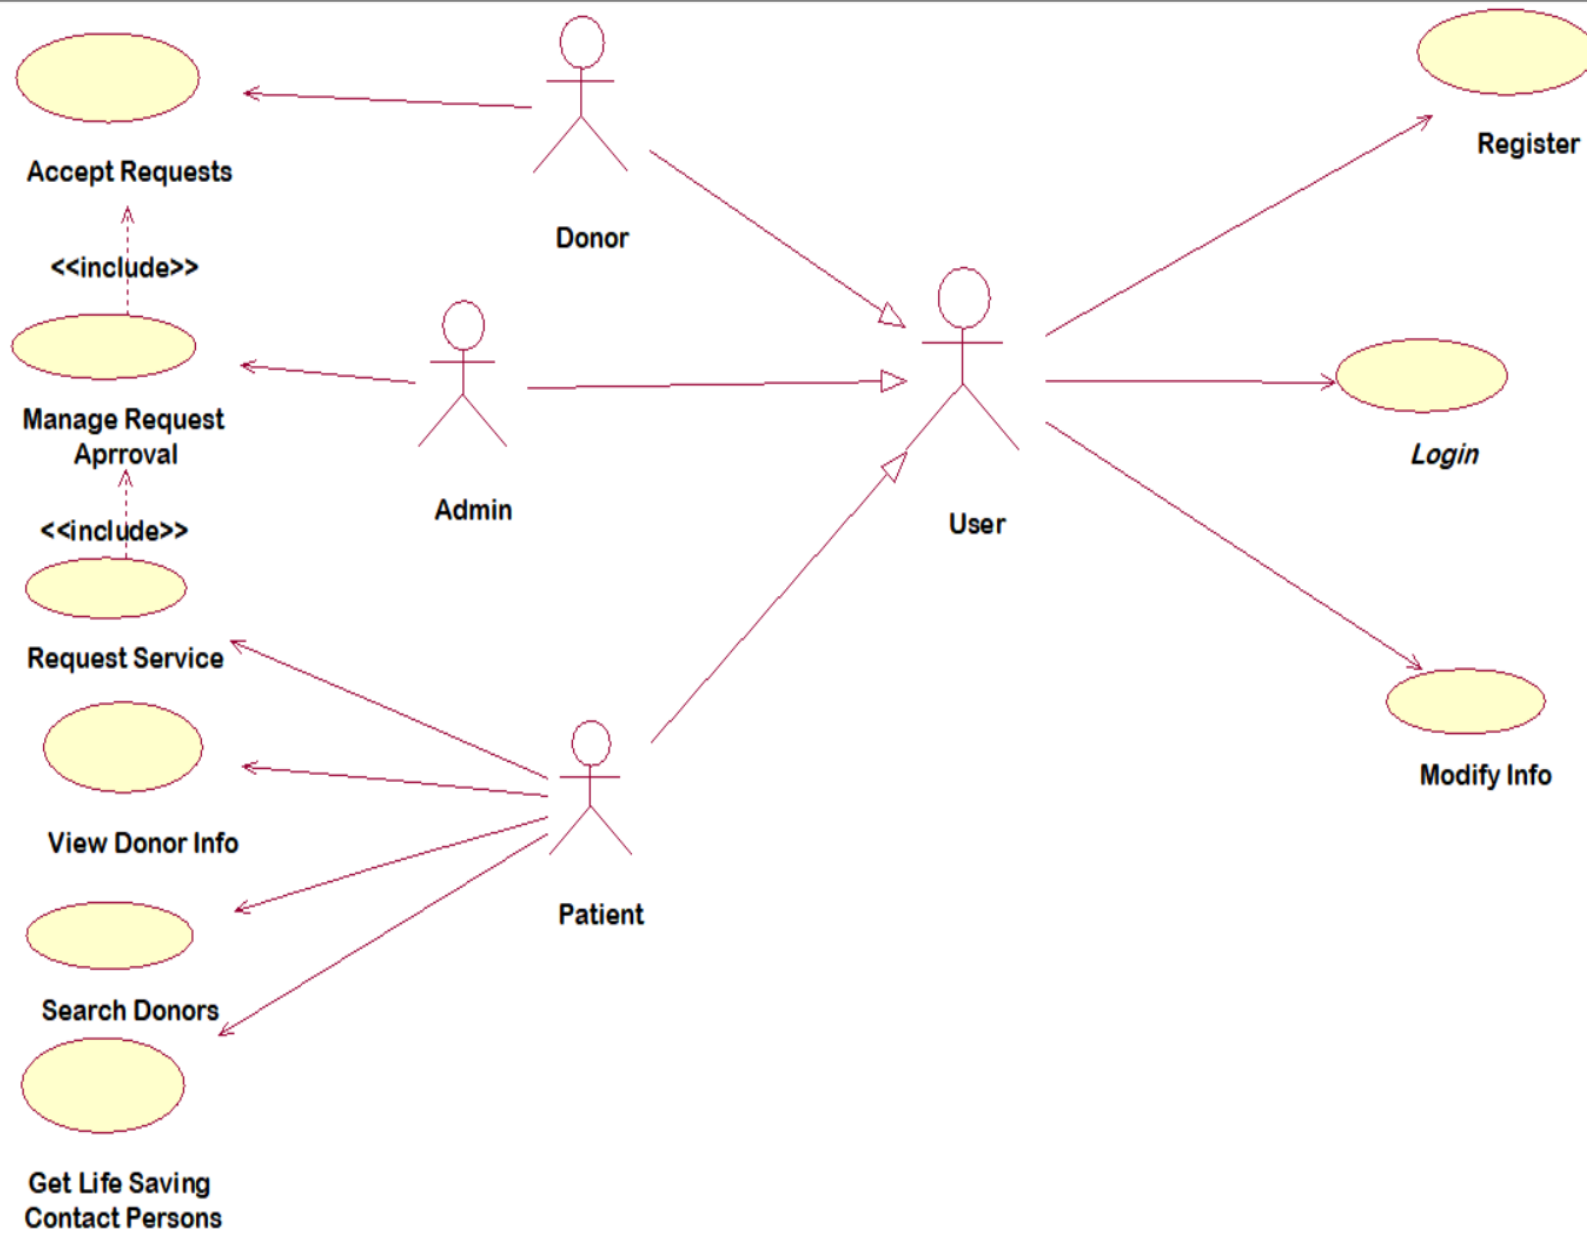 Accept Requests
<<include>>
Manage Request
Aprroval
<<include>>
Request Service
View Donor Info
Search Donors
Get Life Saving
Contact Persons
Donor
Admin
Patient
User
Register
Login
Modify Info